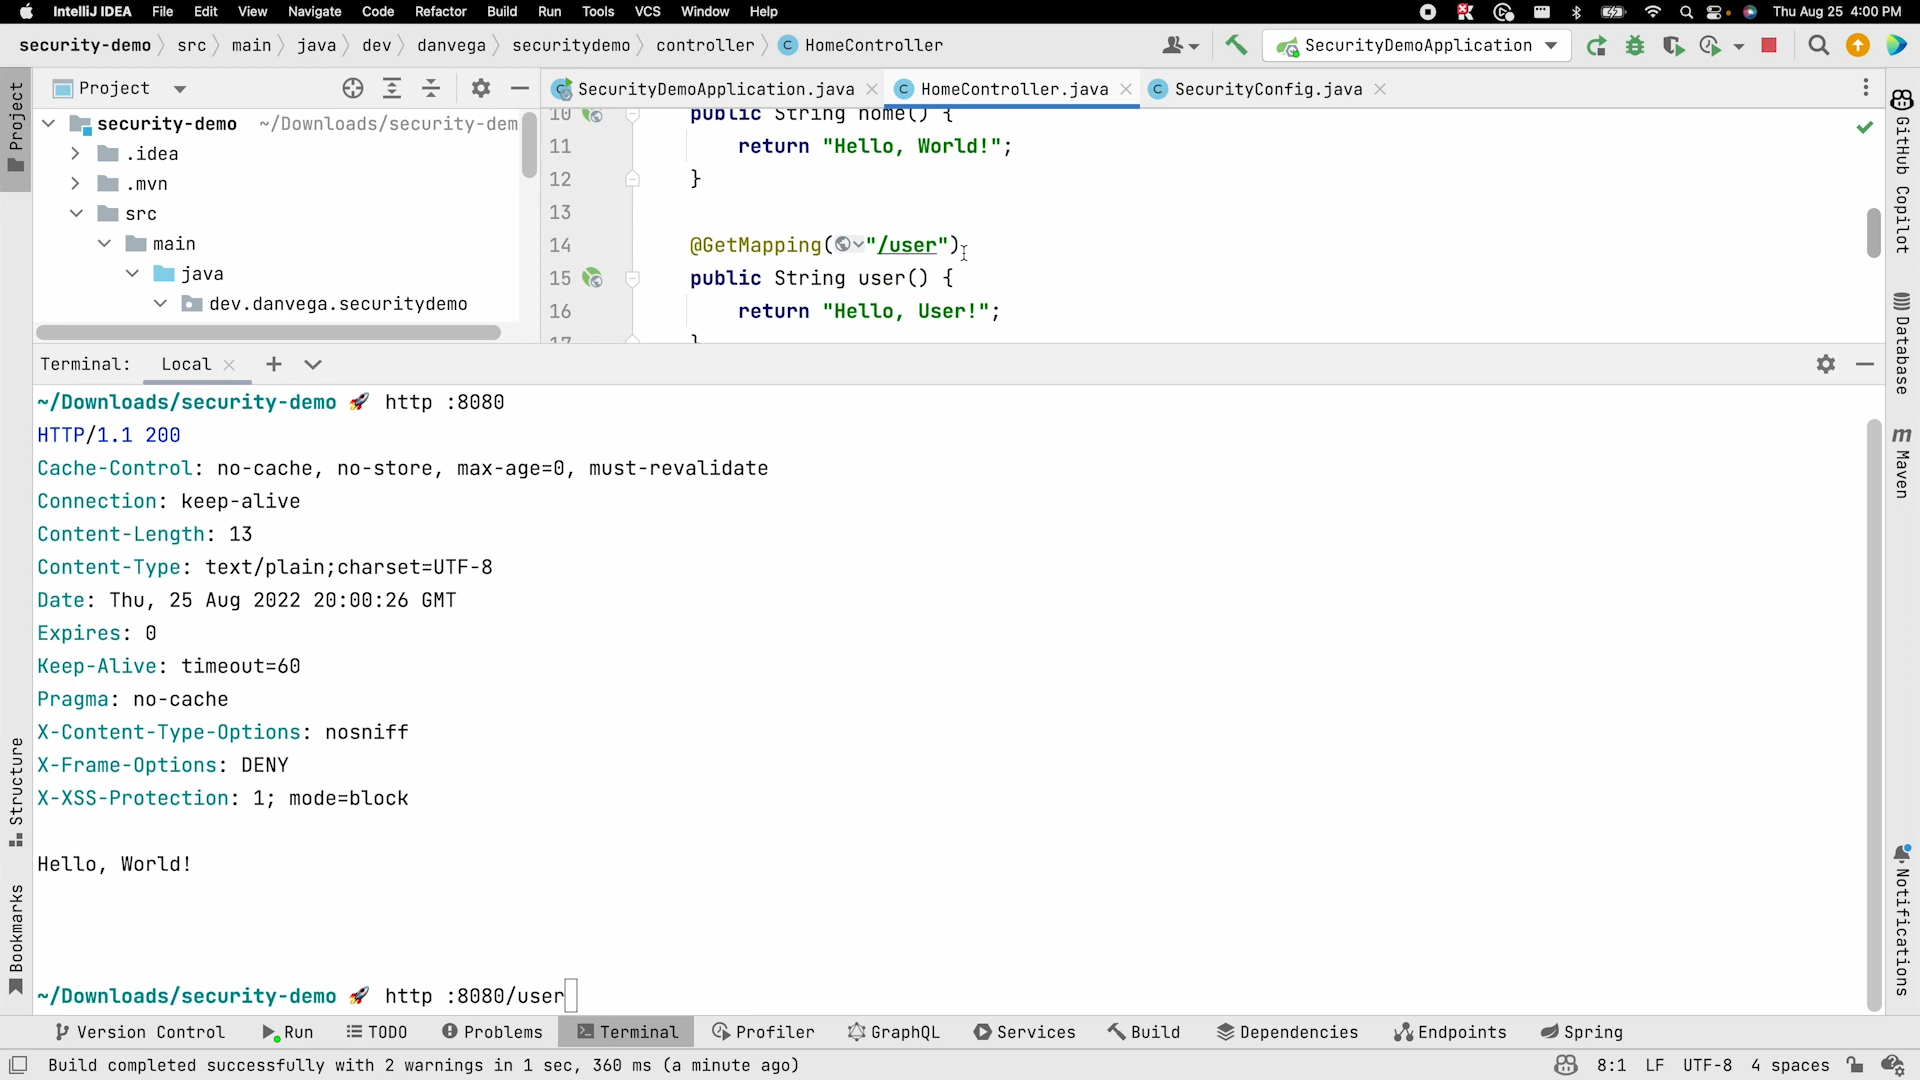 IntelliJ IDEA File Edit View Navigate Code Refactor Build Run Tools VCS Window Help Thu Aug 25 4:00 PM
security-demo src main java dev danvega securitydemo controller C HomeController SecurityDemoApplication
Project SecurityDemoApplication.java C HomeController.java C SecurityConfig.java
security-demo ~/Downloads/security-dem
.idea
.mvn
src
main
java
dev.danvega.securitydemo
10 public String home() {
11 return "Hello, World!";
12 }
13
14 @GetMapping("/user")
15 public String user() {
16 return "Hello, User!";
17 }
Project
Structure
Bookmarks
GitHub Copilot
Database
m Maven
Notifications
Terminal: Local
~/Downloads/security-demo 🚀 http :8080
HTTP/1.1 200
Cache-Control: no-cache, no-store, max-age=0, must-revalidate
Connection: keep-alive
Content-Length: 13
Content-Type: text/plain;charset=UTF-8
Date: Thu, 25 Aug 2022 20:00:26 GMT
Expires: 0
Keep-Alive: timeout=60
Pragma: no-cache
X-Content-Type-Options: nosniff
X-Frame-Options: DENY
X-XSS-Protection: 1; mode=block
Hello, World!
~/Downloads/security-demo 🚀 http :8080/user
Version Control Run TODO Problems Terminal Profiler GraphQL Services Build Dependencies Endpoints Spring
Build completed successfully with 2 warnings in 1 sec, 360 ms (a minute ago) 8:1 LF UTF-8 4 spaces